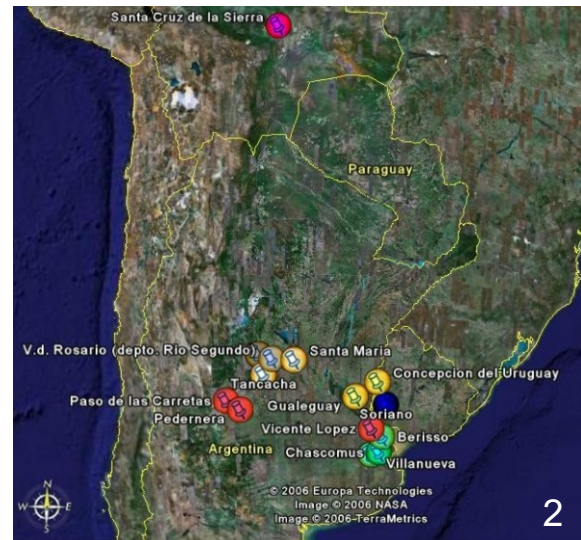 Santa Cruz de la Sierra
Paraguay
V.d. Rosario (depto. Rio Segundo)
Santa Maria
Tancacha
Concepcion del Uruguay
Paso de las Carretas
Gualeguay
Pedernera
Soriano
Vicente Lopez
Berisso
Argentina
Chascomus
Villanueva
© 2006 Europa Technologies
Image © 2006 NASA
Image © 2006 TerraMetrics
N
W
E
S
2